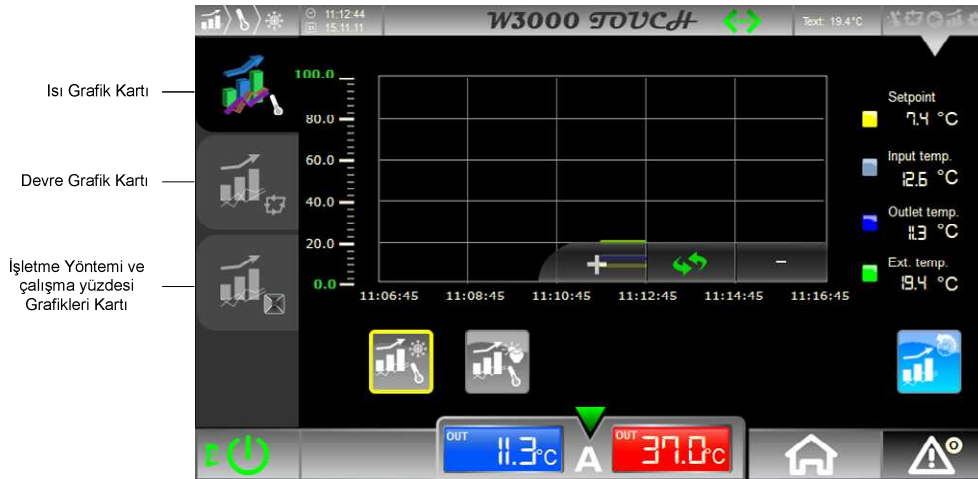 11:12:44
15.11.11
W3000 TOUCH
Text: 19.4°C
Isı Grafik Kartı
Devre Grafik Kartı
İşletme Yöntemi ve
çalışma yüzdesi
Grafikleri Kartı
100.0
80.0
60.0
40.0
20.0
0.0
11:06:45
11:08:45
11:10:45
11:12:45
11:14:45
11:16:45
+
-
Setpoint
7.4 °C
Input temp.
12.6 °C
Outlet temp.
11.3 °C
Ext. temp.
19.4 °C
OUT
11.3°C
A
OUT
37.0°C